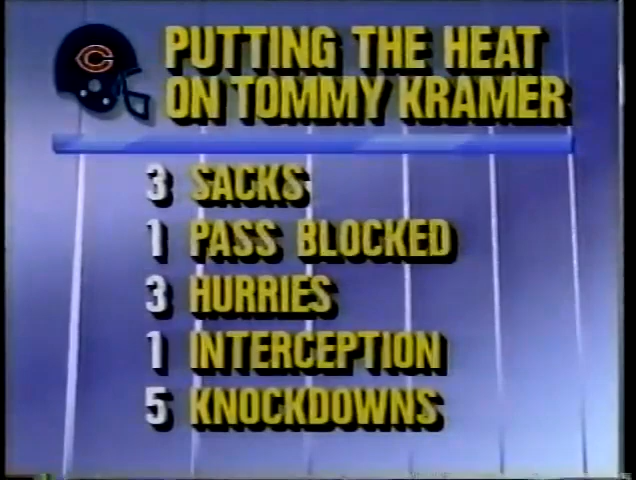 PUTTING THE HEAT
ON TOMMY KRAMER
3 SACKS
1 PASS BLOCKED
3 HURRIES
1 INTERCEPTION
5 KNOCKDOWNS